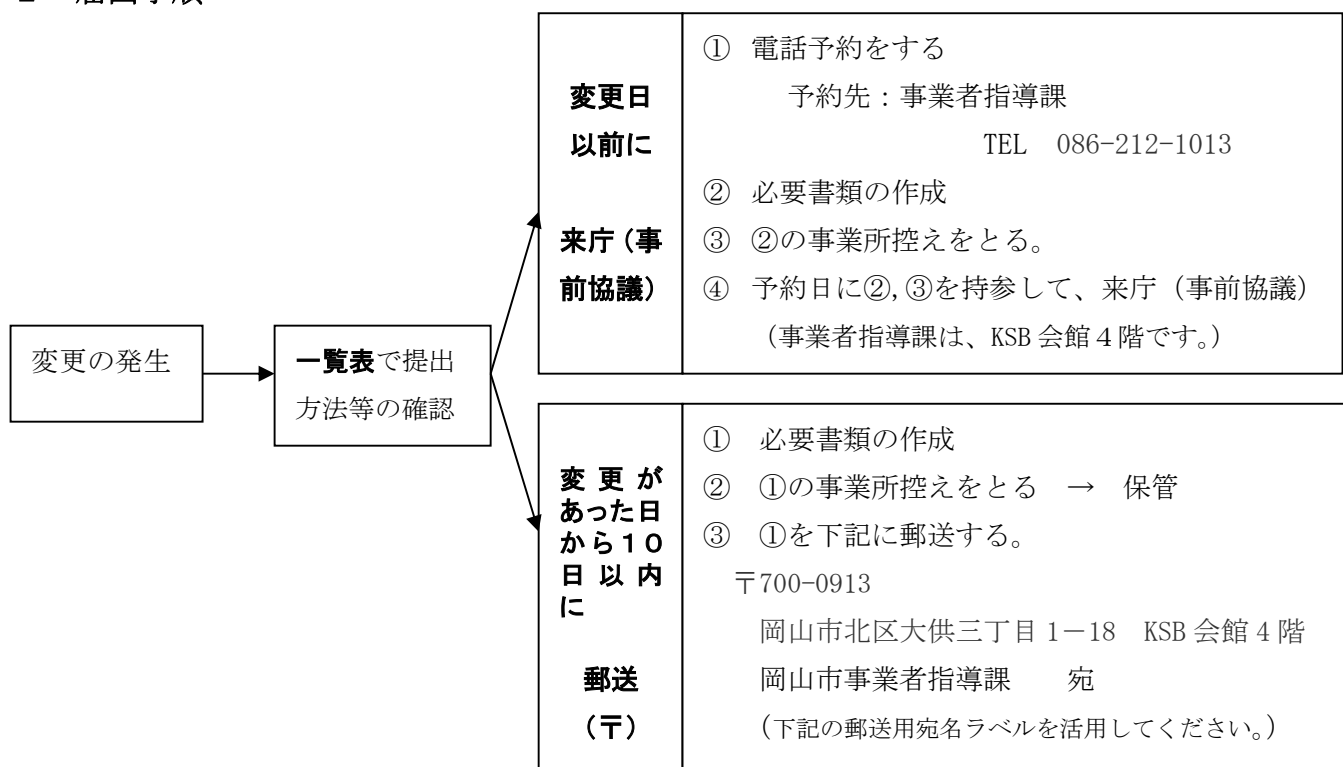 変更の発生
一覧表で提出
方法等の確認
変更日
以前に
来庁（事
前協議）
① 電話予約をする
予約先：事業者指導課
TEL 086-212-1013
② 必要書類の作成
③ ②の事業所控えをとる。
④ 予約日に②,③を持参して、来庁（事前協議）
（事業者指導課は、KSB会館４階です。）
変更が
あった日
から１０
日以内
に
郵送
（〒）
① 必要書類の作成
② ①の事業所控えをとる → 保管
③ ①を下記に郵送する。
〒700-0913
岡山市北区大供三丁目1－18 KSB会館4階
岡山市事業者指導課 宛
（下記の郵送用宛名ラベルを活用してください。）